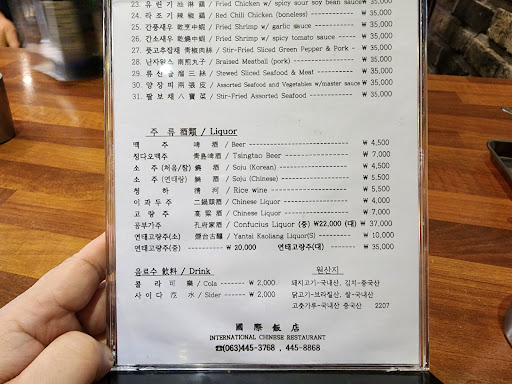 23. 유 린 기 油 淋 鷄 / Fried Chicken w/ spicy sour soy bean sauce ₩ 35,000
24. 라 조 기 辣 椒 鷄 / Red Chili Chicken (boneless) ₩ 35,000
25. 간풍새우 乾烹中蝦 / Fried Shrimp w/ garlic sauce ₩ 35,000
26. 간소새우 乾燒中蝦 / Fried Shrimp w/ spicy tomato sauce ₩ 35,000
27. 풋고추잡채 青椒肉絲 / Stir-Fried Sliced Green Pepper & Pork - ₩ 35,000
28. 난자완스 南煎丸子 / Braised Meatball (pork) ₩ 35,000
29. 류 산 슬 溜 三 絲 / Stewed Sliced Seafood & Meat ₩ 35,000
30. 양 장 피 兩 張 皮 / Assorted Seafood and Vegetables w/master sauce ₩ 35,000
31. 팔 보 채 八 寶 菜 / Stir-Fried Assorted Seafood ₩ 35,000
주 류 酒類 / Liquor
맥 주 啤 酒 / Beer ₩ 4,500
칭다오맥주 靑島啤酒 / Tsingtao Beer ₩ 7,000
소 주 (처음/참) 燒 酒 / Soju (Korean) ₩ 4,500
소 주 (연태랑) 燒 酒 / Soju (Chinese) ₩ 5,500
청 하 淸 河 / Rice wine ₩ 5,500
이 과 두 주 二鍋頭酒 / Chinese Liquor ₩ 4,000
고 량 주 高 粱 酒 / Chinese Liquor ₩ 7,000
공부가주 孔府家酒 / Confucius Liquor (중) ₩22,000 (대) ₩ 37,000
연태고량주(소) 煙台古釀 / Yantai Kaoliang Liquor(S) ₩ 10,000
연태고량주(중) ₩ 20,000 연태고량주(대) ₩ 35,000
음료수 飮料 / Drink
콜 라 可 樂 / Cola ₩ 2,000
사 이 다 汽 水 / Sider ₩ 2,000
원산지
돼지고기-국내산, 김치-중국산
닭고기-브라질산, 쌀-국내산
고춧가루-국내산 중국산 2207
國 際 飯 店
INTERNATIONAL CHINESE RESTAURANT
☎(063)445-3768 , 445-8868